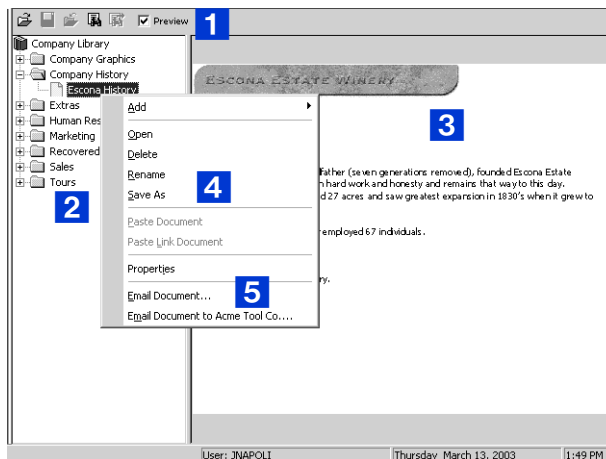 Preview
1
Company Library
Company Graphics
Company History
Escona History
Extras
Human Res
Marketing
Recovered
Sales
Tours
2
ESCONA ESTATE WINERY
3
father (seven generations removed), founded Escona Estate
hard work and honesty and remains that way to this day.
27 acres and saw greatest expansion in 1830's when it grew to
employed 67 individuals.
ry.
Add
Open
Delete
Rename
Save As
4
Paste Document
Paste Link Document
Properties
Email Document...
5
Email Document to Acme Tool Co....
User: JNAPOLI
Thursday March 13, 2003
1:49 PM